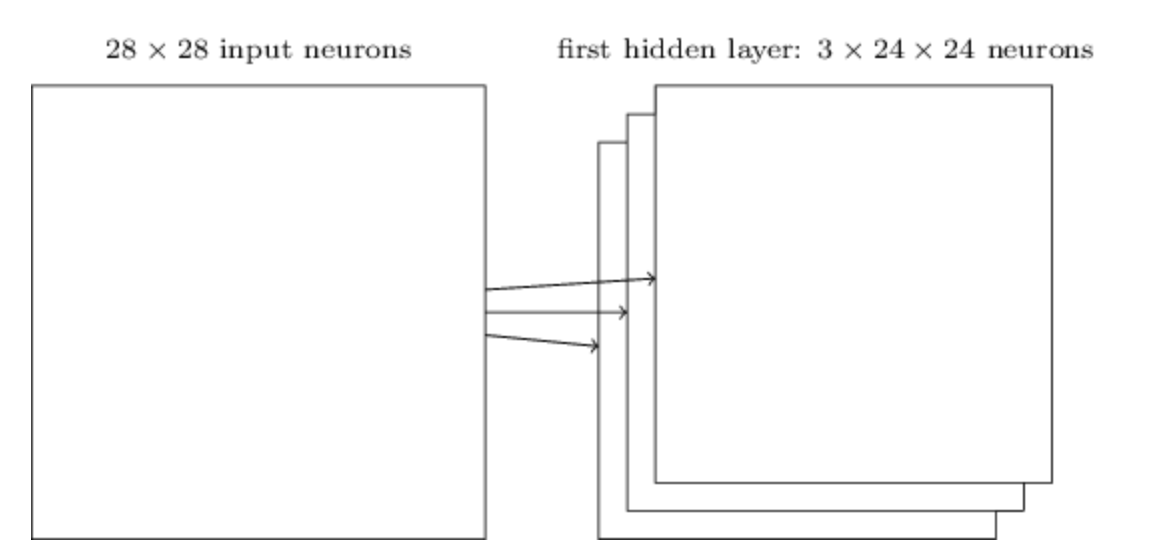 28 × 28 input neurons
first hidden layer: 3 × 24 × 24 neurons